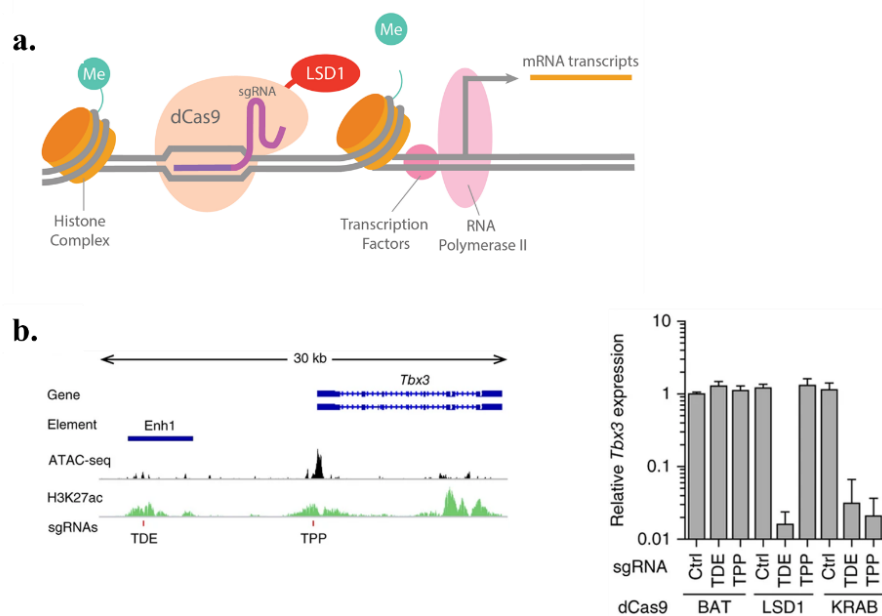 a.
Me
Me
LSD1
sgRNA
dCas9
mRNA transcripts
Histone
Complex
Transcription
Factors
RNA
Polymerase II
b.
30 kb
Gene
Tbx3
Element
Enh1
ATAC-seq
H3K27ac
sgRNAs
TDE
TPP
Relative Tbx3 expression
10
1
0.1
0.01
sgRNA
Ctrl
TDE
TPP
Ctrl
TDE
TPP
Ctrl
TDE
TPP
dCas9
BAT
LSD1
KRAB